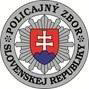 POLICAJNÝ ZBOR
SLOVENSKEJ REPUBLIKY